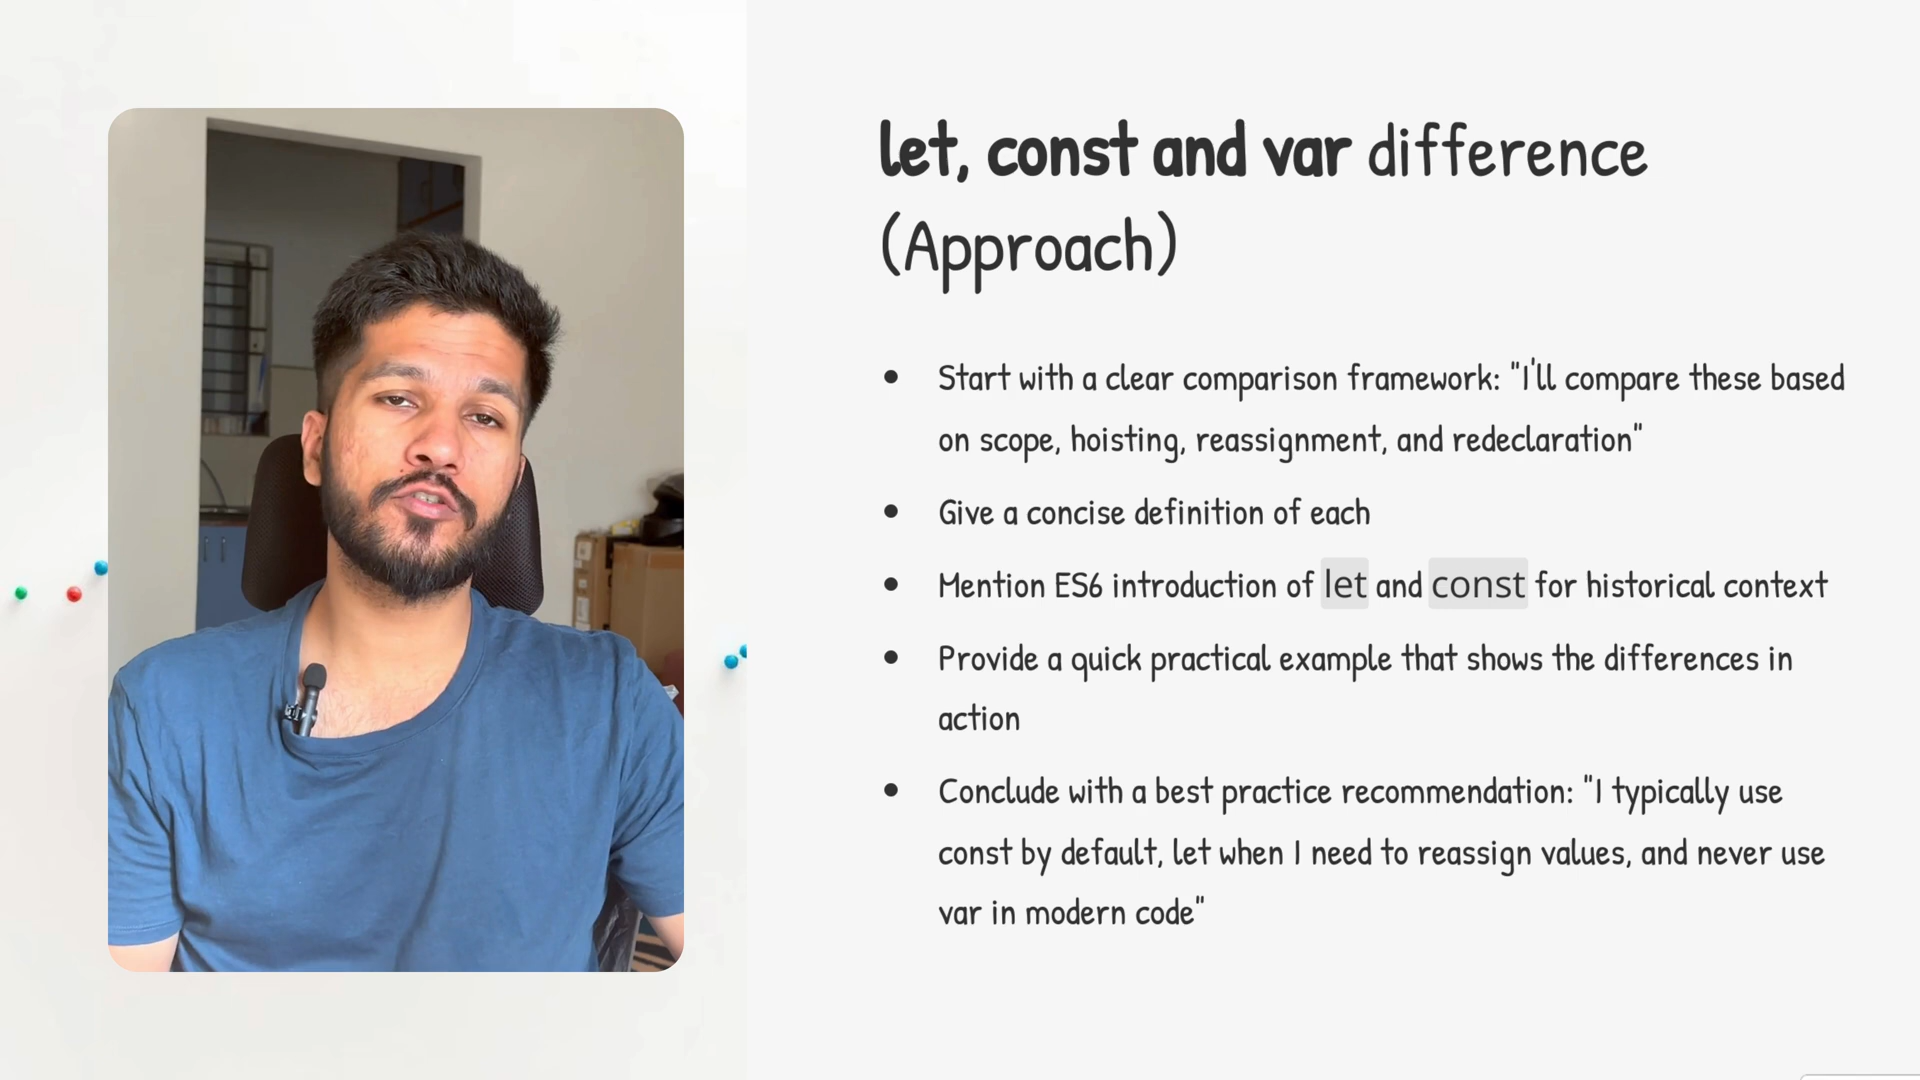 let, const and var difference
(Approach)
• Start with a clear comparison framework: "I'll compare these based
on scope, hoisting, reassignment, and redeclaration"
• Give a concise definition of each
• Mention ES6 introduction of let and const for historical context
• Provide a quick practical example that shows the differences in
action
• Conclude with a best practice recommendation: "I typically use
const by default, let when I need to reassign values, and never use
var in modern code"